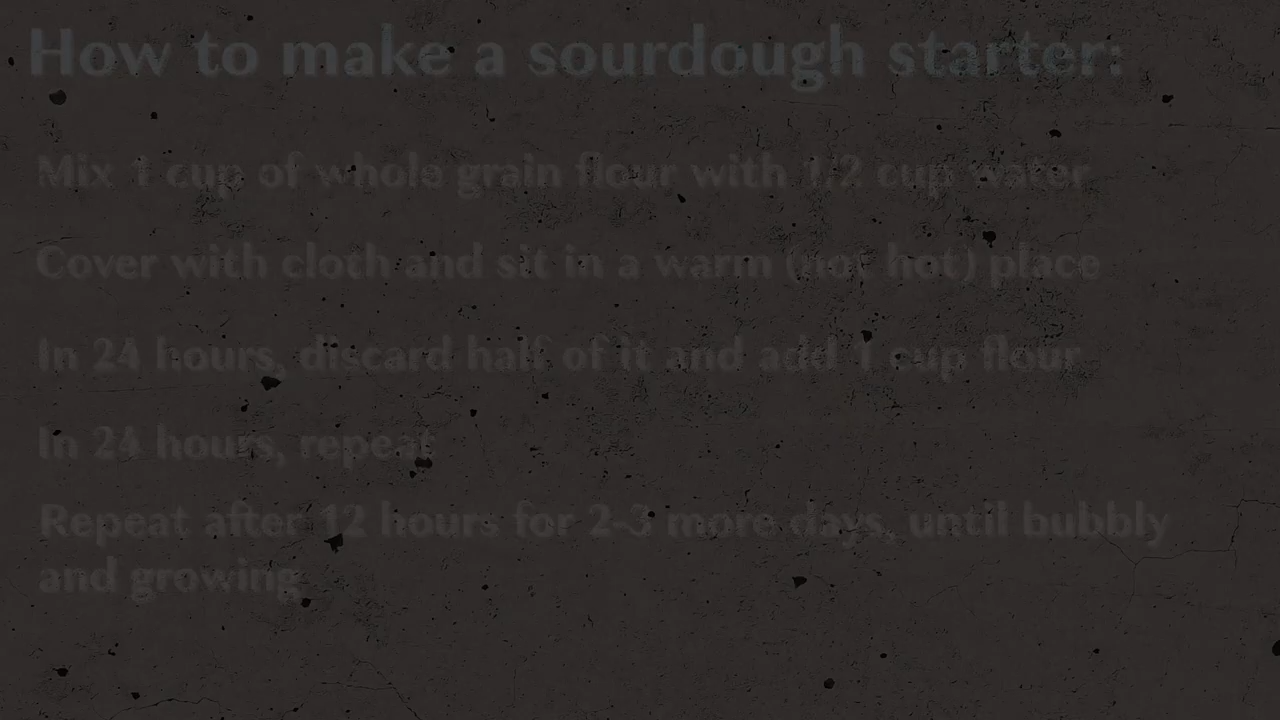 How to make a sourdough starter:
Mix 1 cup of whole grain flour with 1/2 cup water
Cover with cloth and sit in a warm (not hot) place
In 24 hours, discard half of it and add 1 cup flour
In 24 hours, repeat
Repeat after 12 hours for 2-3 more days, until bubbly
and growing